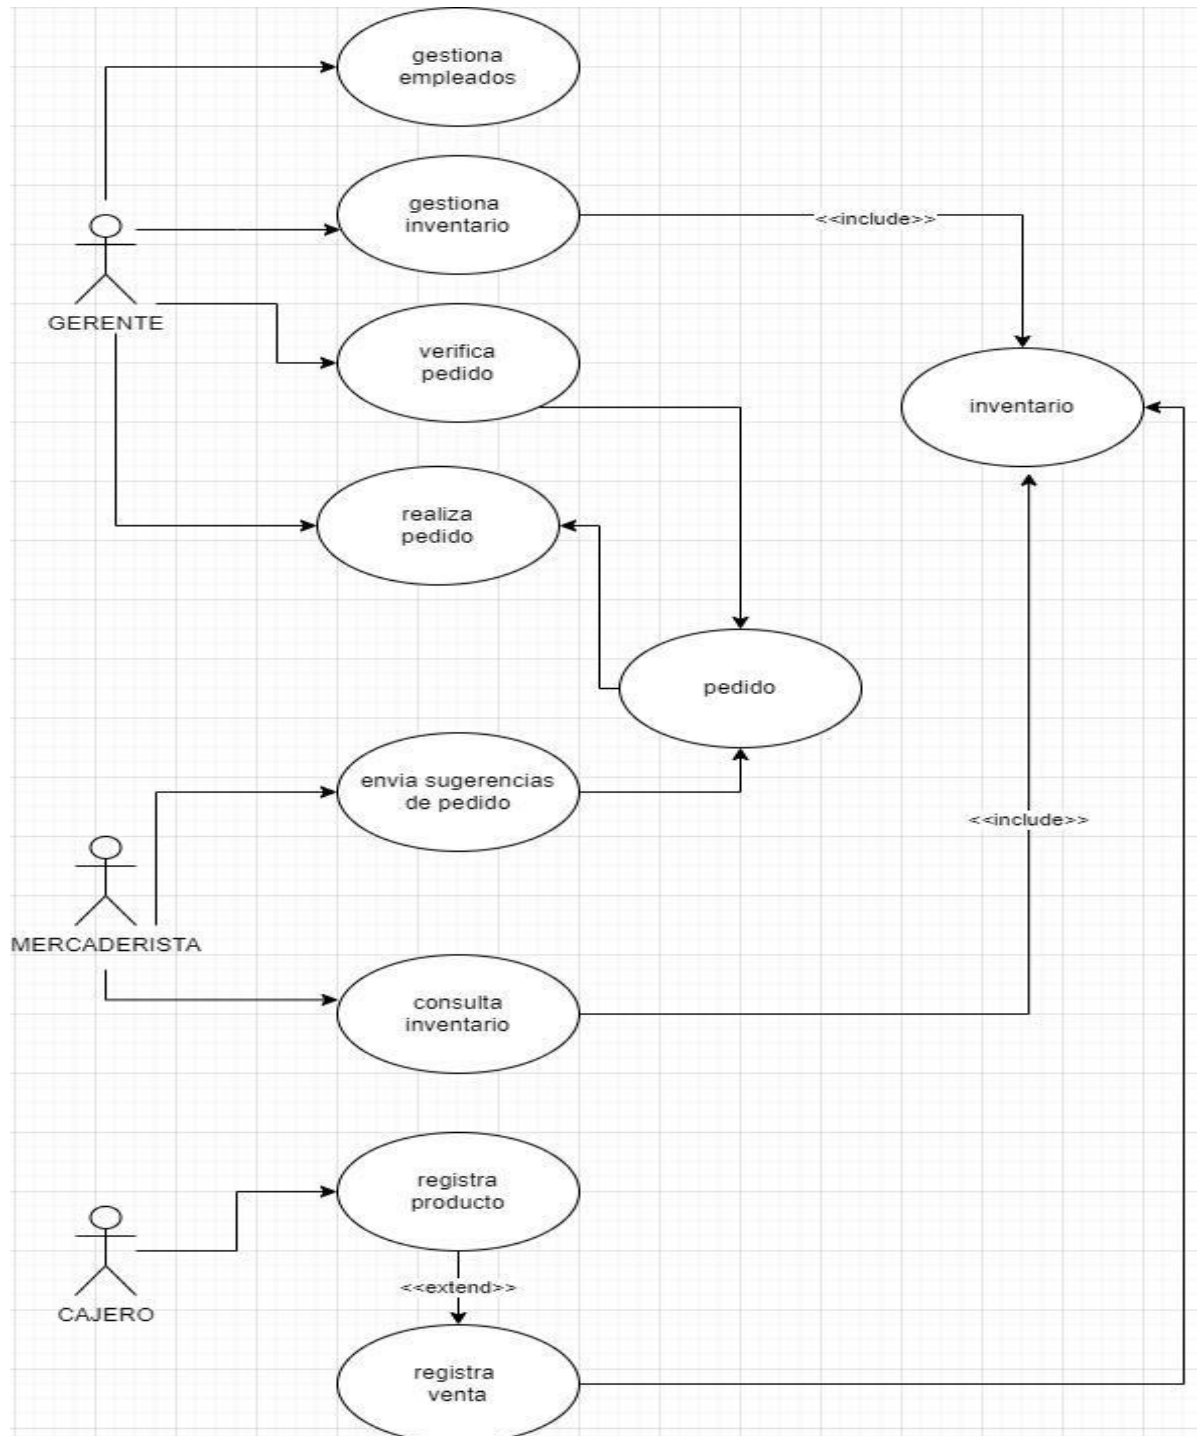 gestiona
empleados
gestiona
inventario
<<include>>
GERENTE
verifica
pedido
inventario
realiza
pedido
pedido
envia sugerencias
de pedido
<<include>>
MERCADERISTA
consulta
inventario
registra
producto
<<extend>>
CAJERO
registra
venta